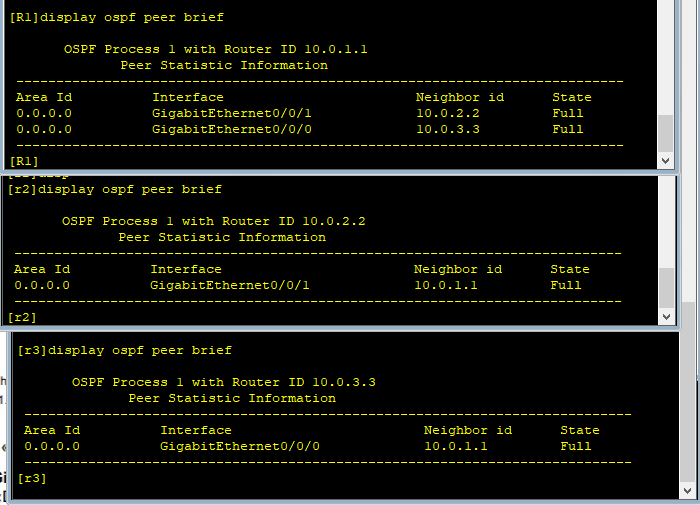 [R1]display ospf peer brief
OSPF Process 1 with Router ID 10.0.1.1
Peer Statistic Information
----------------------------------------------------------------------------
Area Id Interface Neighbor id State
0.0.0.0 GigabitEthernet0/0/1 10.0.2.2 Full
0.0.0.0 GigabitEthernet0/0/0 10.0.3.3 Full
----------------------------------------------------------------------------
[R1]
[r2]display ospf peer brief
OSPF Process 1 with Router ID 10.0.2.2
Peer Statistic Information
----------------------------------------------------------------------------
Area Id Interface Neighbor id State
0.0.0.0 GigabitEthernet0/0/1 10.0.1.1 Full
----------------------------------------------------------------------------
[r2]
[r3]display ospf peer brief
OSPF Process 1 with Router ID 10.0.3.3
Peer Statistic Information
----------------------------------------------------------------------------
Area Id Interface Neighbor id State
0.0.0.0 GigabitEthernet0/0/0 10.0.1.1 Full
----------------------------------------------------------------------------
[r3]